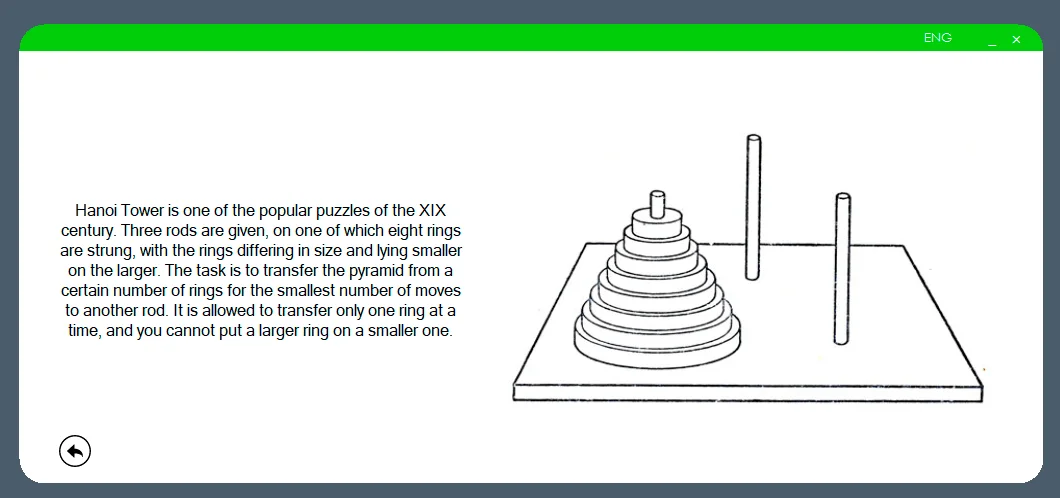 ENG
Hanoi Tower is one of the popular puzzles of the XIX
century. Three rods are given, on one of which eight rings
are strung, with the rings differing in size and lying smaller
on the larger. The task is to transfer the pyramid from a
certain number of rings for the smallest number of moves
to another rod. It is allowed to transfer only one ring at a
time, and you cannot put a larger ring on a smaller one.